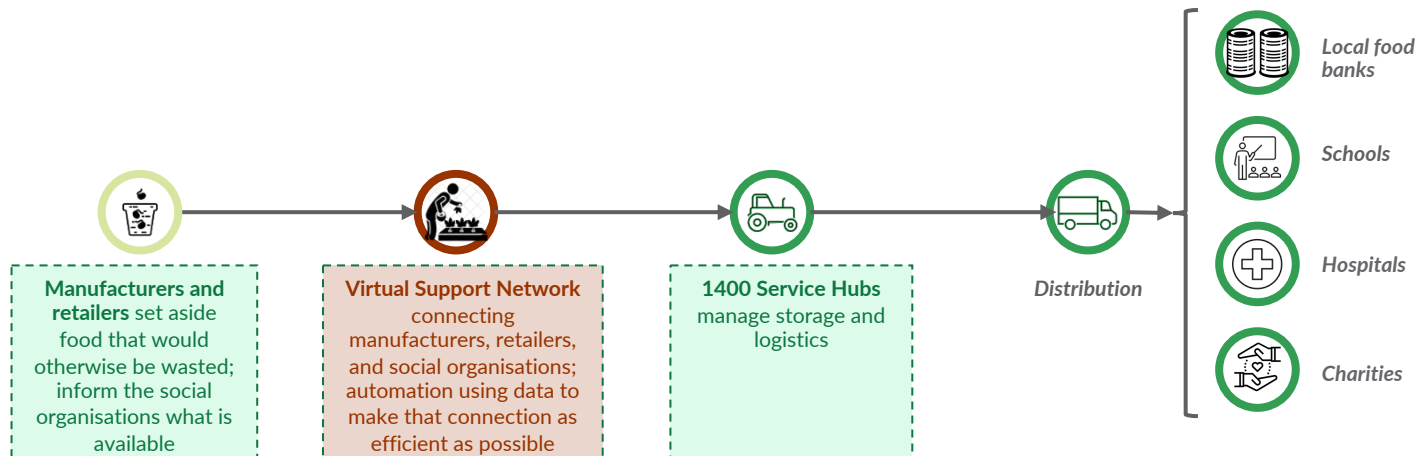 Manufacturers and
retailers set aside
food that would
otherwise be wasted;
inform the social
organisations what is
available
Virtual Support Network
connecting
manufacturers, retailers,
and social organisations;
automation using data to
make that connection as
efficient as possible
1400 Service Hubs
manage storage and
logistics
Distribution
Local food
banks
Schools
Hospitals
Charities